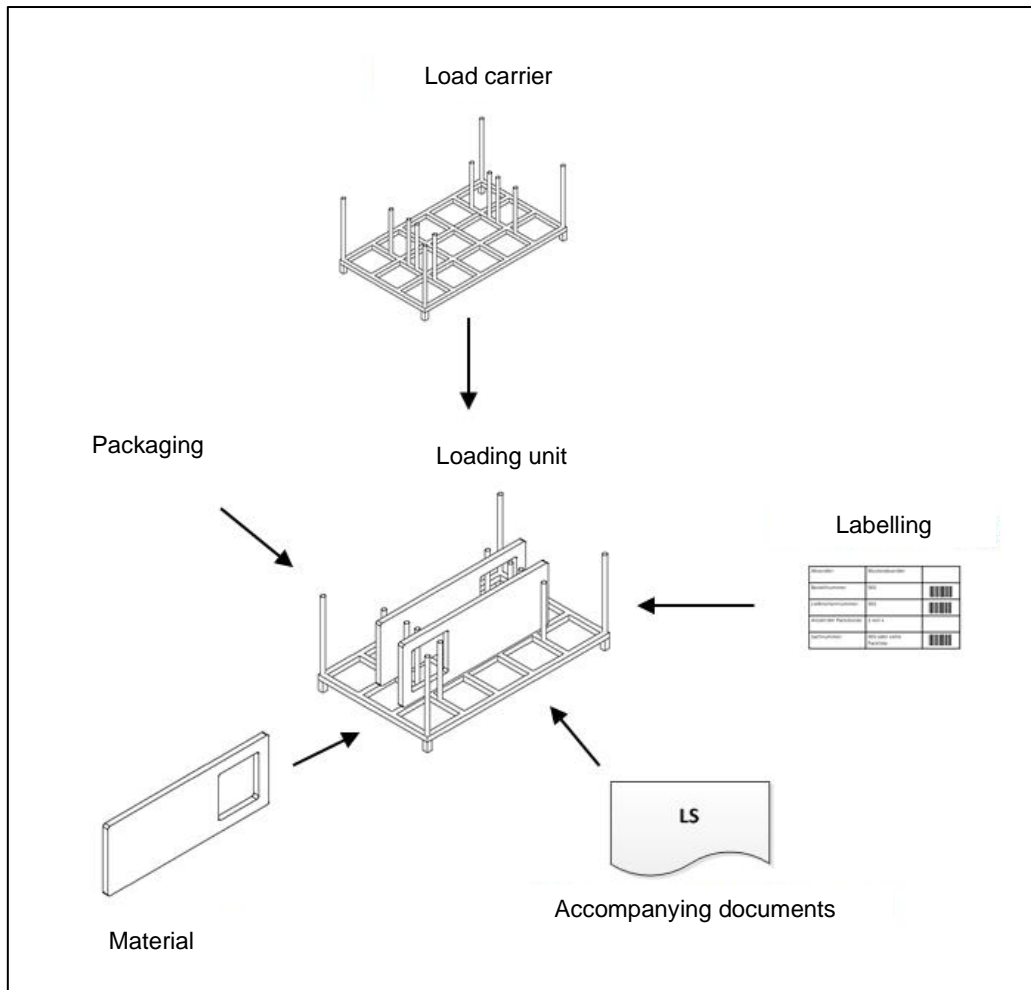 Load carrier
Packaging
Loading unit
Labelling
LS
Accompanying documents
Material